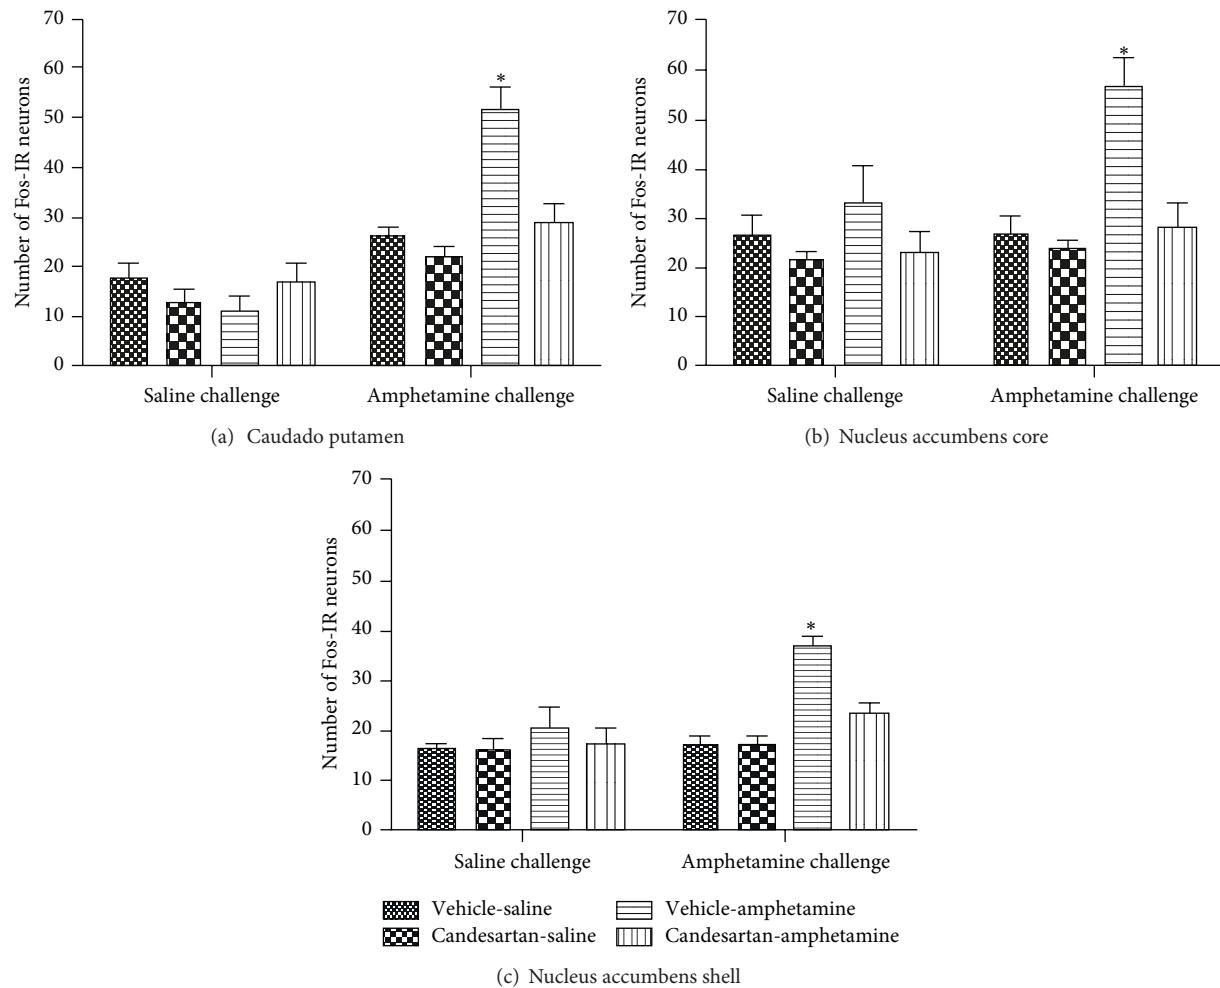 70
60
50
40
30
20
10
0
Number of Fos-IR neurons
*
Saline challenge
Amphetamine challenge
(a) Caudado putamen
70
60
50
40
30
20
10
0
Number of Fos-IR neurons
*
Saline challenge
Amphetamine challenge
(b) Nucleus accumbens core
70
60
50
40
30
20
10
0
Number of Fos-IR neurons
*
Saline challenge
Amphetamine challenge
Vehicle-saline
Candesartan-saline
Vehicle-amphetamine
Candesartan-amphetamine
(c) Nucleus accumbens shell